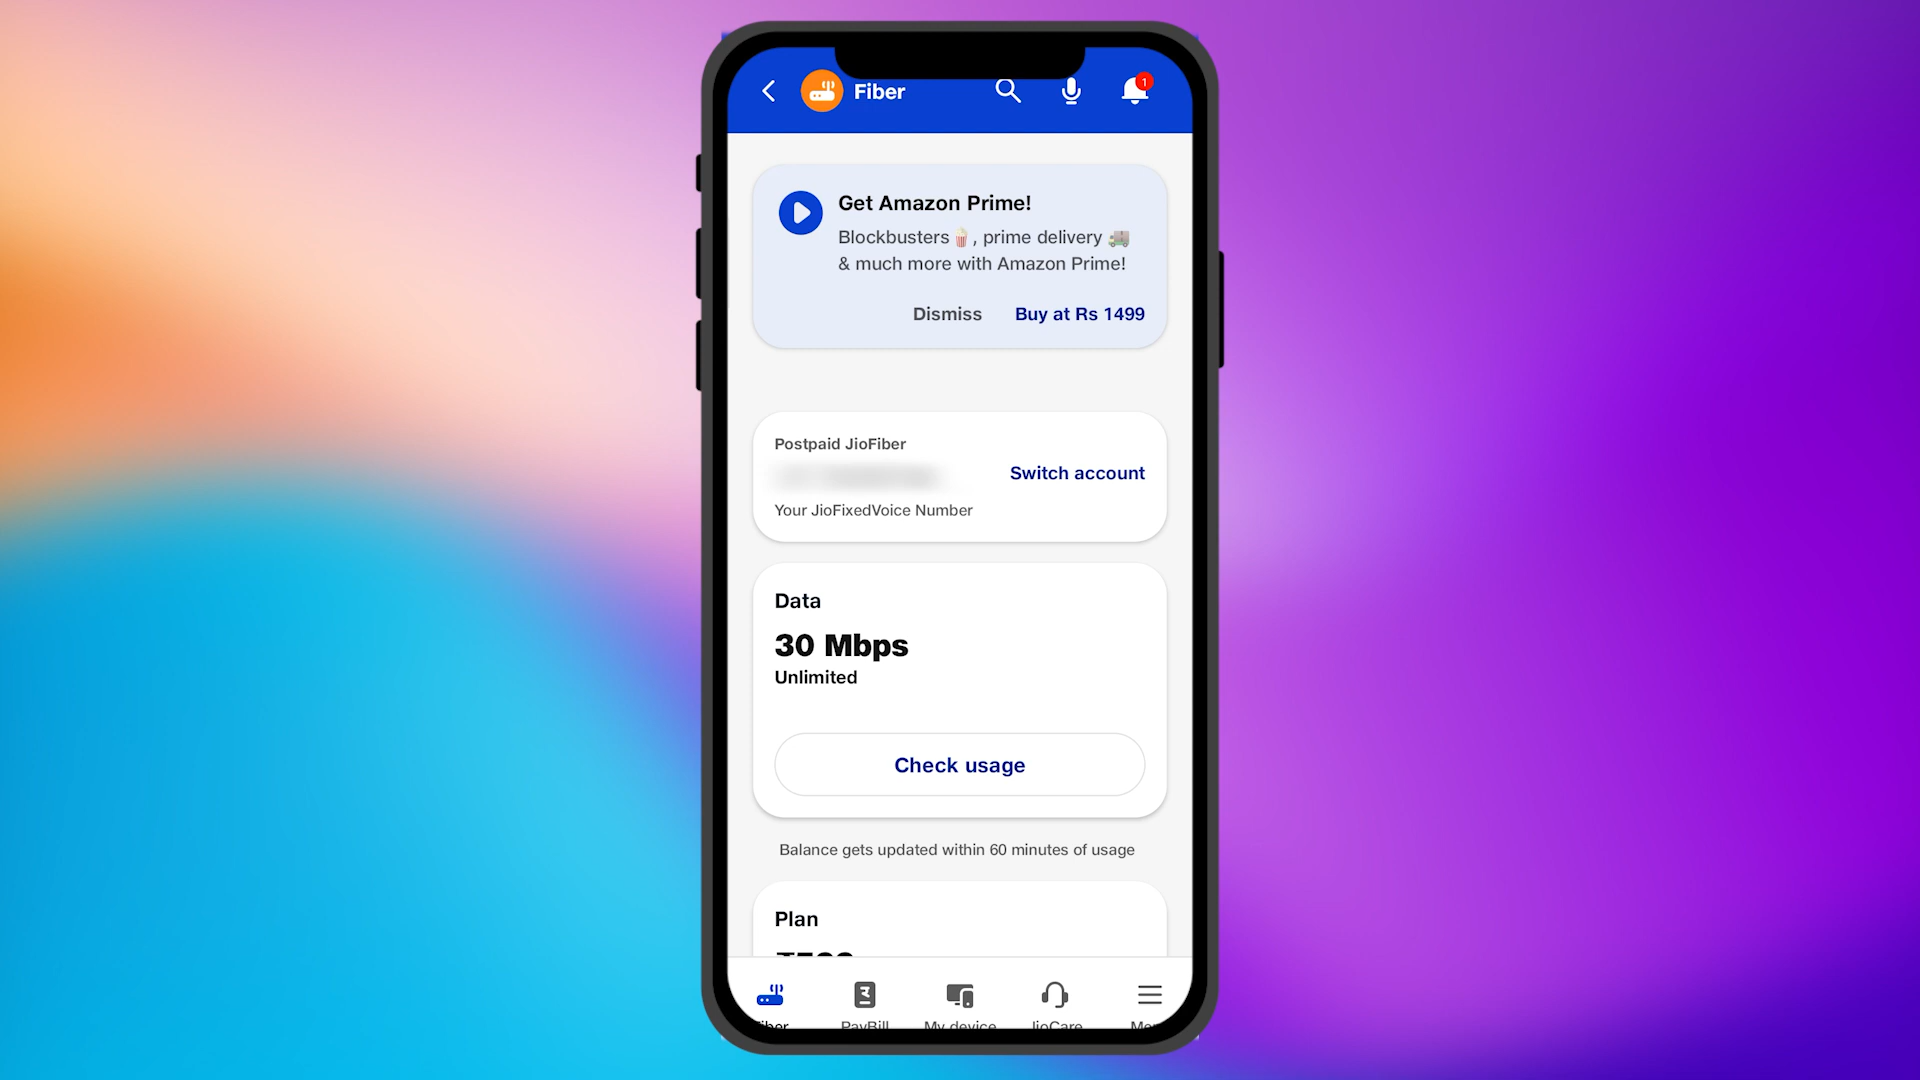 Fiber
1
Get Amazon Prime!
Blockbusters🍿, prime delivery 🚚
& much more with Amazon Prime!
Dismiss
Buy at Rs 1499
Postpaid JioFiber
Switch account
Your JioFixedVoice Number
Data
30 Mbps
Unlimited
Check usage
Balance gets updated within 60 minutes of usage
Plan
PayBill
My device
JioCare